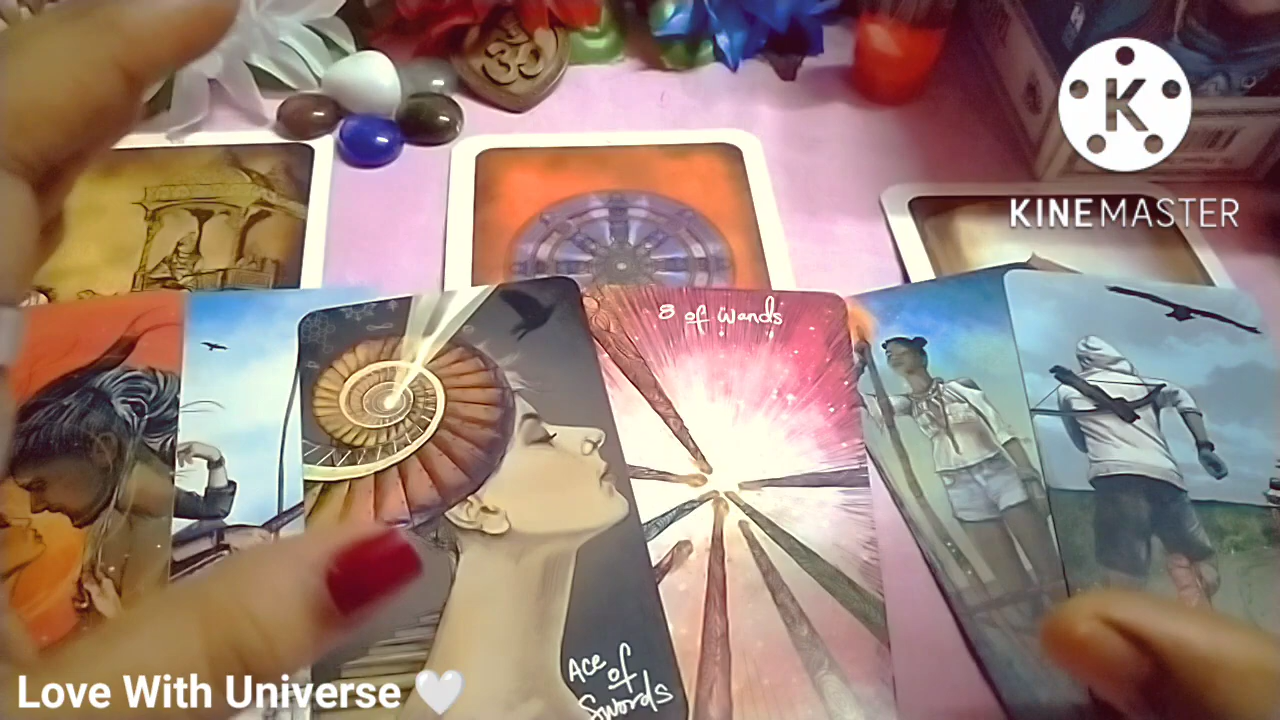 K
KINEMASTER
8 of Wands
Ace
of
Swords
Love With Universe 🤍